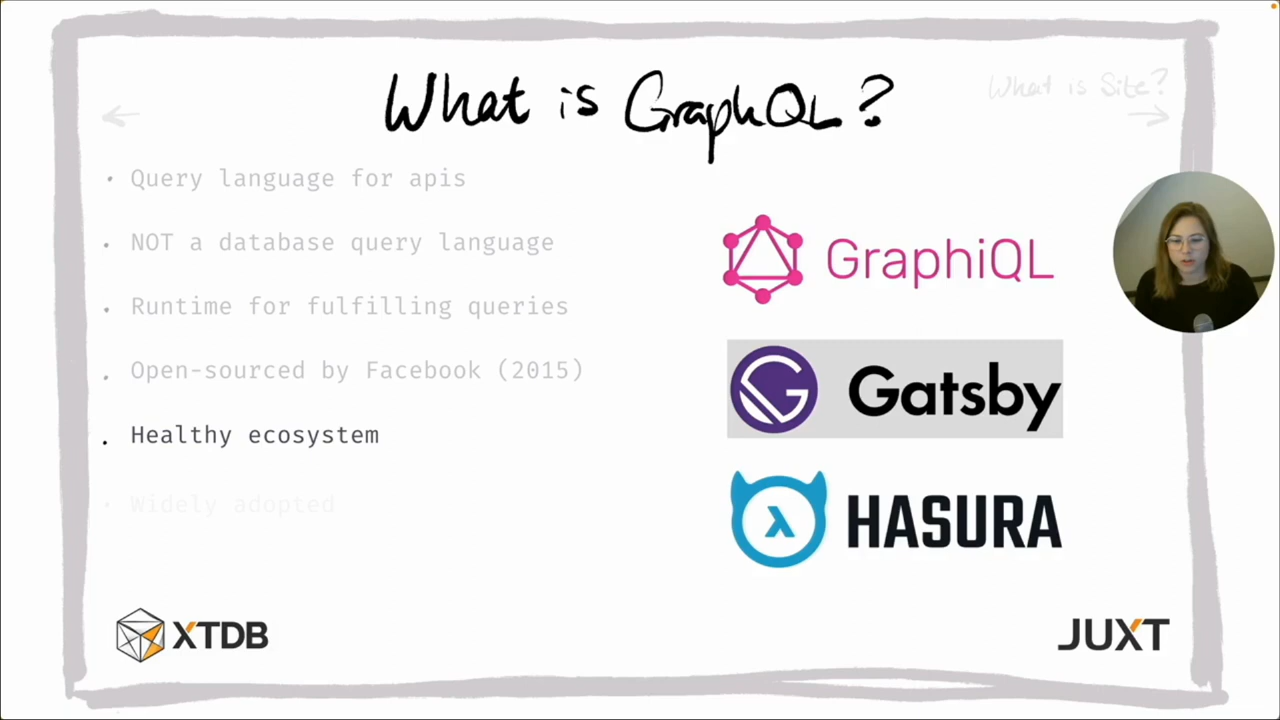 What is GraphQL?
What is Site?
• Query language for apis
• NOT a database query language
• Runtime for fulfilling queries
• Open-sourced by Facebook (2015)
• Healthy ecosystem
• Widely adopted
GraphiQL
Gatsby
HASURA
XTDB
JUXT